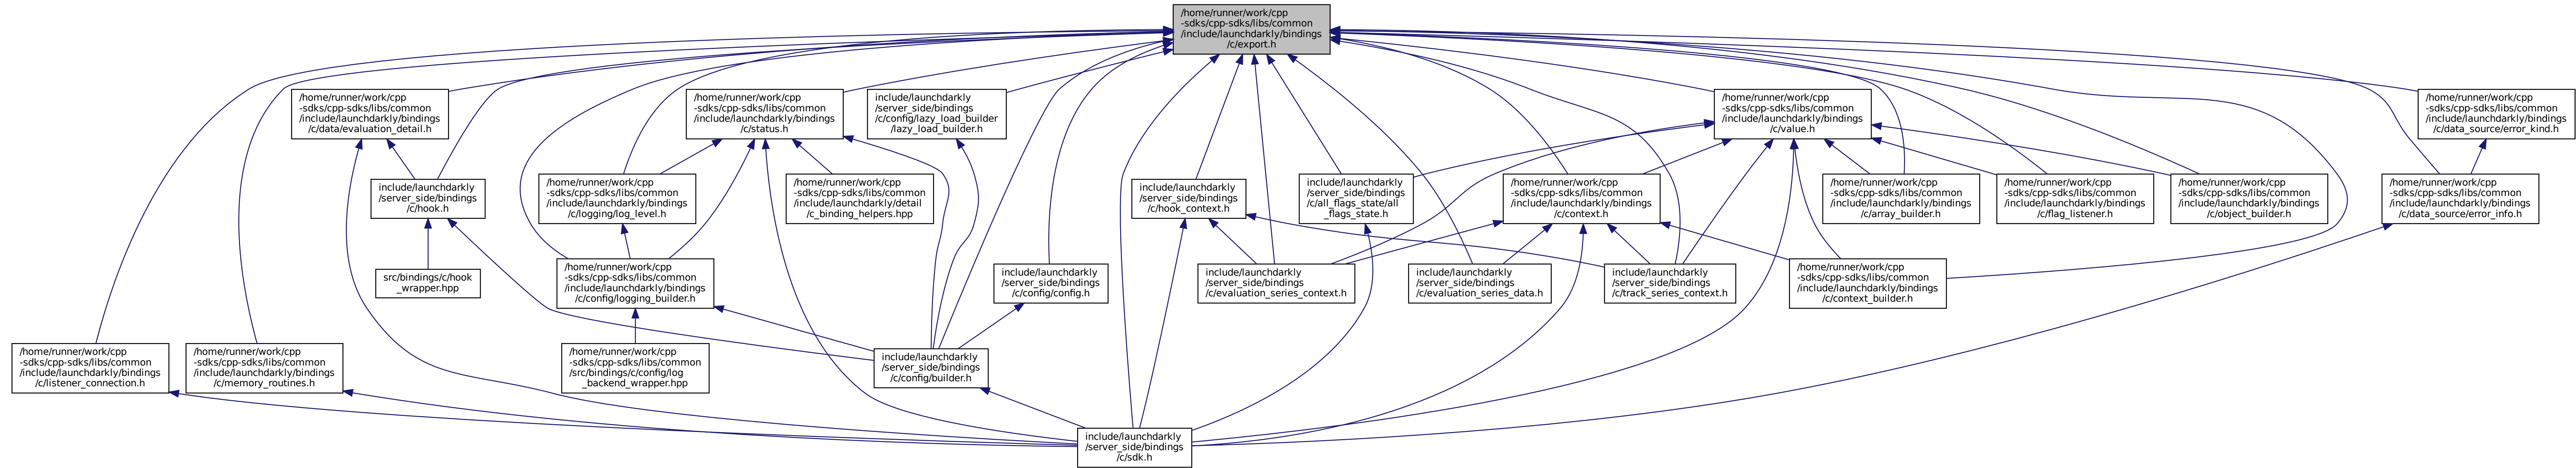 /home/runner/work/cpp
-sdks/cpp-sdks/libs/common
/include/launchdarkly/bindings
/c/export.h
/home/runner/work/cpp
-sdks/cpp-sdks/libs/common
/include/launchdarkly/bindings
/c/data/evaluation_detail.h
/home/runner/work/cpp
-sdks/cpp-sdks/libs/common
/include/launchdarkly/bindings
/c/status.h
include/launchdarkly
/server_side/bindings
/c/config/lazy_load_builder
/lazy_load_builder.h
/home/runner/work/cpp
-sdks/cpp-sdks/libs/common
/include/launchdarkly/bindings
/c/value.h
/home/runner/work/cpp
-sdks/cpp-sdks/libs/common
/include/launchdarkly/bindings
/c/data_source/error_kind.h
include/launchdarkly
/server_side/bindings
/c/hook.h
/home/runner/work/cpp
-sdks/cpp-sdks/libs/common
/include/launchdarkly/bindings
/c/logging/log_level.h
/home/runner/work/cpp
-sdks/cpp-sdks/libs/common
/include/launchdarkly/detail
/c_binding_helpers.hpp
include/launchdarkly
/server_side/bindings
/c/hook_context.h
include/launchdarkly
/server_side/bindings
/c/all_flags_state/all
_flags_state.h
/home/runner/work/cpp
-sdks/cpp-sdks/libs/common
/include/launchdarkly/bindings
/c/context.h
/home/runner/work/cpp
-sdks/cpp-sdks/libs/common
/include/launchdarkly/bindings
/c/array_builder.h
/home/runner/work/cpp
-sdks/cpp-sdks/libs/common
/include/launchdarkly/bindings
/c/flag_listener.h
/home/runner/work/cpp
-sdks/cpp-sdks/libs/common
/include/launchdarkly/bindings
/c/object_builder.h
/home/runner/work/cpp
-sdks/cpp-sdks/libs/common
/include/launchdarkly/bindings
/c/data_source/error_info.h
src/bindings/c/hook
_wrapper.hpp
/home/runner/work/cpp
-sdks/cpp-sdks/libs/common
/include/launchdarkly/bindings
/c/config/logging_builder.h
include/launchdarkly
/server_side/bindings
/c/config/config.h
include/launchdarkly
/server_side/bindings
/c/evaluation_series_context.h
include/launchdarkly
/server_side/bindings
/c/evaluation_series_data.h
include/launchdarkly
/server_side/bindings
/c/track_series_context.h
/home/runner/work/cpp
-sdks/cpp-sdks/libs/common
/include/launchdarkly/bindings
/c/context_builder.h
/home/runner/work/cpp
-sdks/cpp-sdks/libs/common
/include/launchdarkly/bindings
/c/listener_connection.h
/home/runner/work/cpp
-sdks/cpp-sdks/libs/common
/include/launchdarkly/bindings
/c/memory_routines.h
/home/runner/work/cpp
-sdks/cpp-sdks/libs/common
/src/bindings/c/config/log
_backend_wrapper.hpp
include/launchdarkly
/server_side/bindings
/c/config/builder.h
include/launchdarkly
/server_side/bindings
/c/sdk.h